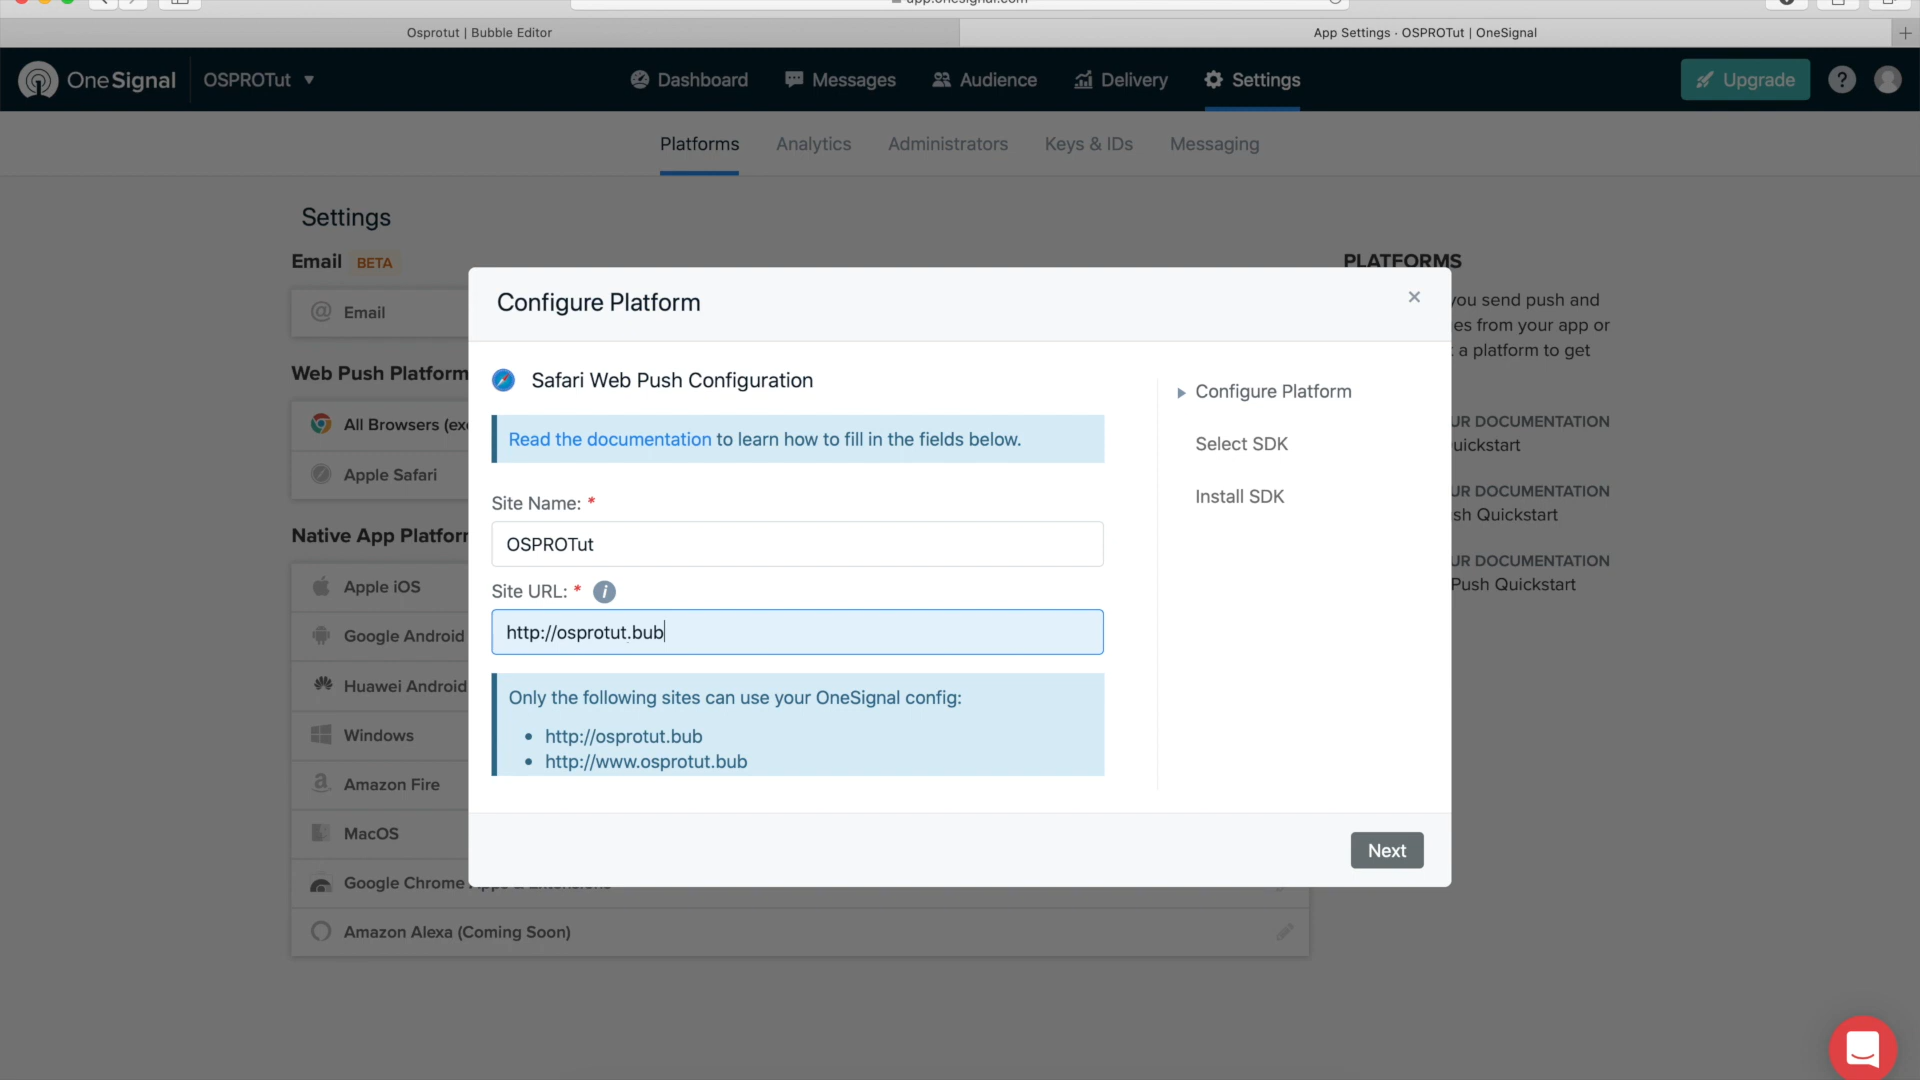 Osprotut | Bubble Editor
App Settings · OSPROTut | OneSignal
OneSignal
OSPROTut
Dashboard
Messages
Audience
Delivery
Settings
Upgrade
?
Platforms
Analytics
Administrators
Keys & IDs
Messaging
Settings
Email BETA
Email
Web Push Platform
All Browsers (exc
Apple Safari
Native App Platfor
Apple iOS
Google Android
Huawei Android
Windows
Amazon Fire
MacOS
Google Chrome Apps & Extensions
Amazon Alexa (Coming Soon)
PLATFORMS
you send push and
es from your app or
a platform to get
UR DOCUMENTATION
uickstart
UR DOCUMENTATION
sh Quickstart
UR DOCUMENTATION
Push Quickstart
Configure Platform
×
Safari Web Push Configuration
Read the documentation to learn how to fill in the fields below.
Site Name: *
OSPROTut
Site URL: * i
http://osprotut.bub
Only the following sites can use your OneSignal config:
• http://osprotut.bub
• http://www.osprotut.bub
Configure Platform
Select SDK
Install SDK
Next